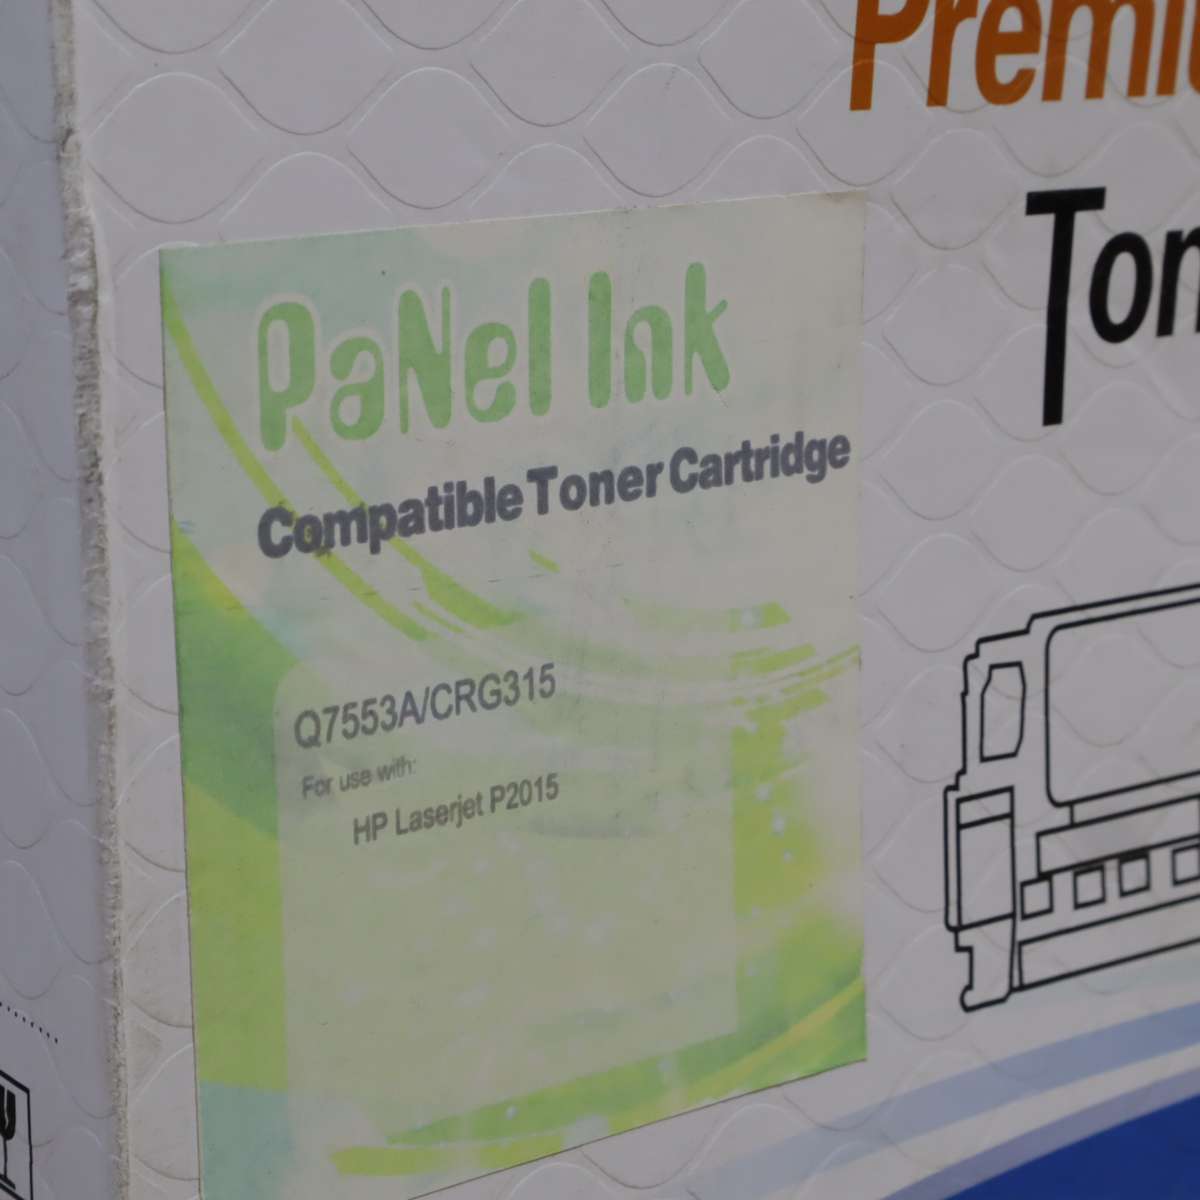 Premi
Ton
PaNel Ink
Compatible Toner Cartridge
Q7553A/CRG315
For use with:
HP Laserjet P2015